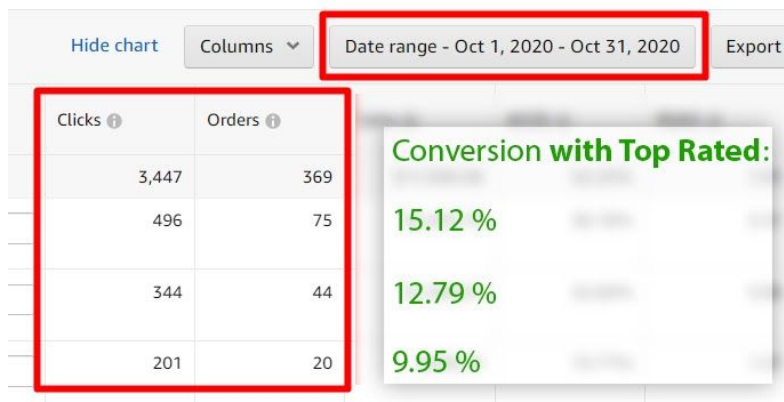 Hide chart Columns Date range - Oct 1, 2020 - Oct 31, 2020 Export
Clicks Orders
Conversion with Top Rated:
3,447 369
496 75 15.12 %
344 44 12.79 %
201 20 9.95 %